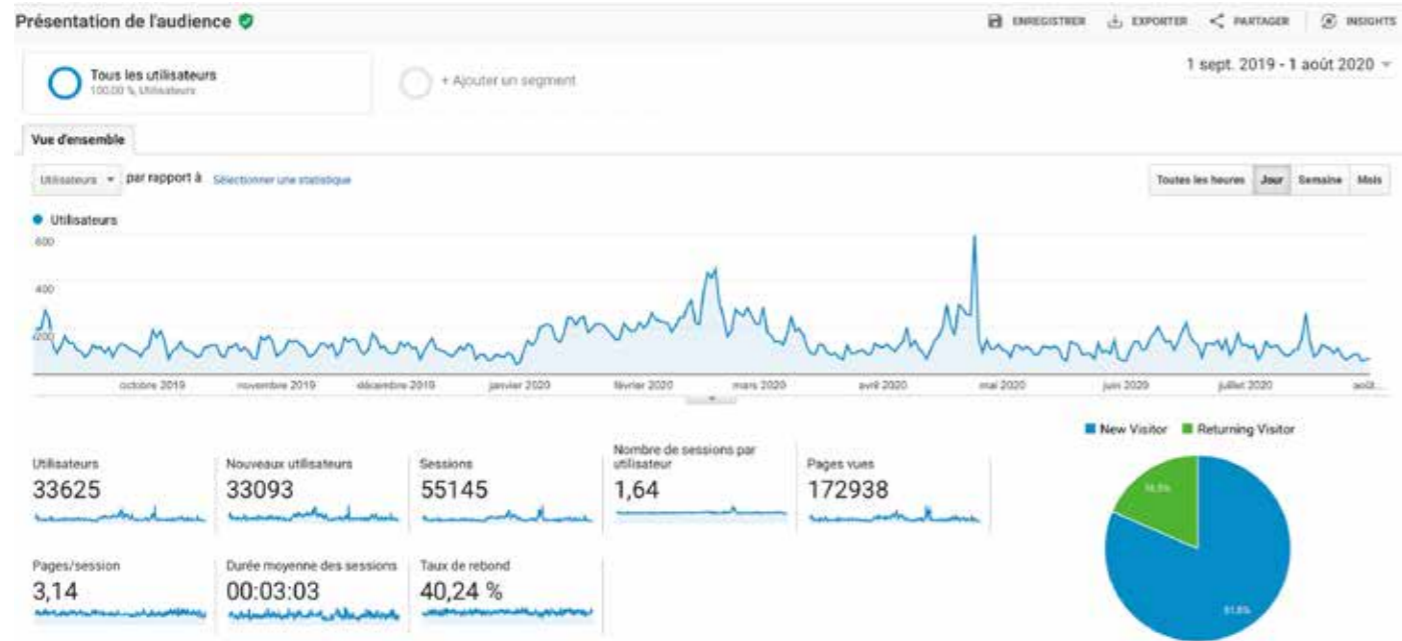 Présentation de l'audience
ENREGISTRER EXPORTER PARTAGER INSIGHTS
Tous les utilisateurs
100,00 % Utilisateurs
+ Ajouter un segment
1 sept. 2019 - 1 août 2020
Vue d'ensemble
Utilisateurs par rapport à Sélectionner une statistique
Toutes les heures Jour Semaine Mois
Utilisateurs
600
400
200
octobre 2019 novembre 2019 décembre 2019 janvier 2020 février 2020 mars 2020 avril 2020 mai 2020 juin 2020 juillet 2020 août...
New Visitor Returning Visitor
Utilisateurs
33625
Nouveaux utilisateurs
33093
Sessions
55145
Nombre de sessions par
utilisateur
1,64
Pages vues
172938
Pages/session
3,14
Durée moyenne des sessions
00:03:03
Taux de rebond
40,24 %